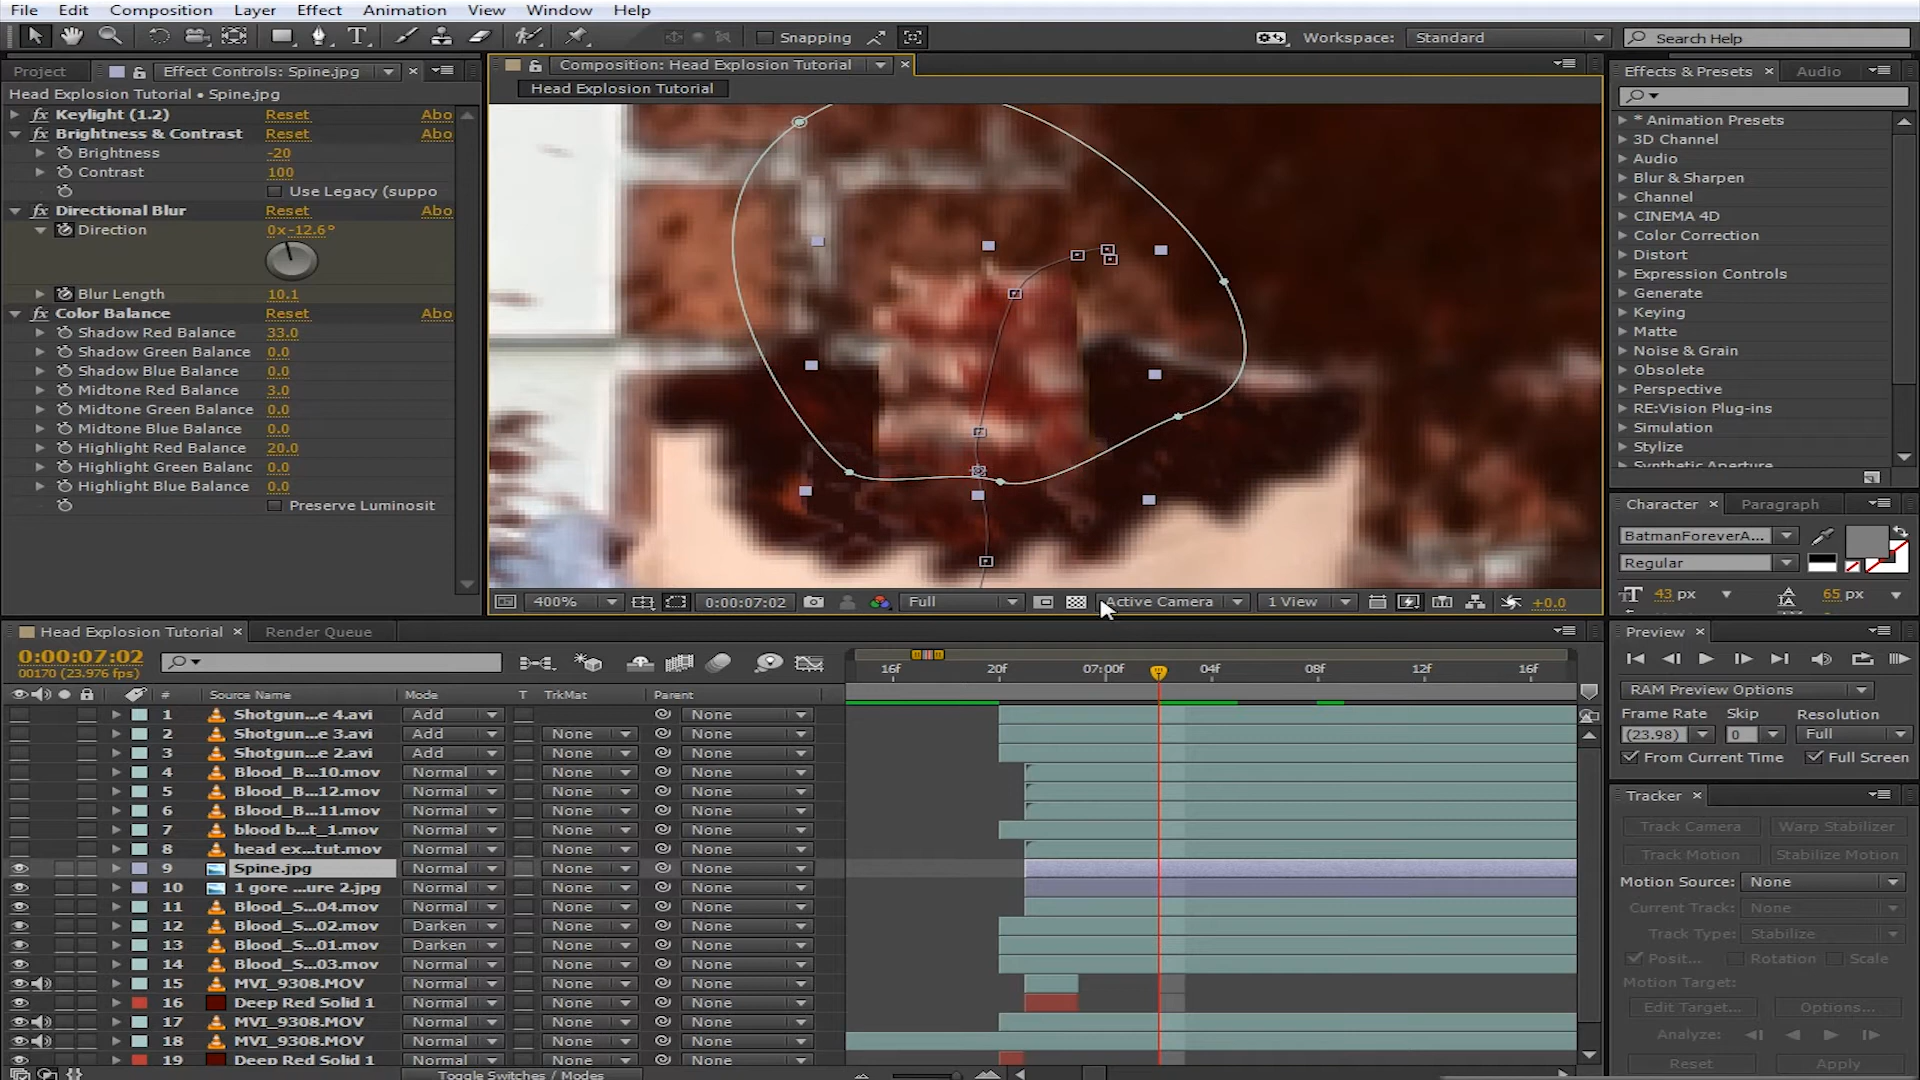 File Edit Composition Layer Effect Animation View Window Help
Snapping
Workspace: Standard
Search Help
Project
Effect Controls: Spine.jpg
Head Explosion Tutorial • Spine.jpg
Keylight (1.2) Reset Abo
Brightness & Contrast Reset Abo
Brightness -20
Contrast 100
Use Legacy (suppo
Directional Blur Reset Abo
Direction 0x-12.6°
Blur Length 10.1
Color Balance Reset Abo
Shadow Red Balance 33.0
Shadow Green Balance 0.0
Shadow Blue Balance 0.0
Midtone Red Balance 3.0
Midtone Green Balance 0.0
Midtone Blue Balance 0.0
Highlight Red Balance 20.0
Highlight Green Balanc 0.0
Highlight Blue Balance 0.0
Preserve Luminosit
Composition: Head Explosion Tutorial
Head Explosion Tutorial
400% 0:00:07:02 Full Active Camera 1 View +0.0
Effects & Presets Audio
* Animation Presets
3D Channel
Audio
Blur & Sharpen
Channel
CINEMA 4D
Color Correction
Distort
Expression Controls
Generate
Keying
Matte
Noise & Grain
Obsolete
Perspective
RE:Vision Plug-ins
Simulation
Stylize
Synthetic Aperture
Character Paragraph
BatmanForeverA...
Regular
43 px 65 px
Head Explosion Tutorial Render Queue
0:00:07:02
00170 (23.976 fps)
16f 20f 07:00f 04f 08f 12f 16f
# Source Name Mode T TrkMat Parent
1 Shotgun...e 4.avi Add None
2 Shotgun...e 3.avi Add None None
3 Shotgun...e 2.avi Add None None
4 Blood_B...10.mov Normal None None
5 Blood_B...12.mov Normal None None
6 Blood_B...11.mov Normal None None
7 blood b...t_1.mov Normal None None
8 head ex...tut.mov Normal None None
9 Spine.jpg Normal None None
10 1 gore ...ure 2.jpg Normal None None
11 Blood_S...04.mov Normal None None
12 Blood_S...02.mov Darken None None
13 Blood_S...01.mov Darken None None
14 Blood_S...03.mov Normal None None
15 MVI_9308.MOV Normal None None
16 Deep Red Solid 1 Normal None None
17 MVI_9308.MOV Normal None None
18 MVI_9308.MOV Normal None None
19 Deep Red Solid 1 Normal None None
Toggle Switches / Modes
Preview
RAM Preview Options
Frame Rate Skip Resolution
(23.98) 0 Full
From Current Time Full Screen
Tracker
Track Camera Warp Stabilizer
Track Motion Stabilize Motion
Motion Source: None
Current Track: None
Track Type: Stabilize
Posit... Rotation Scale
Motion Target:
Edit Target... Options...
Analyze:
Reset Apply